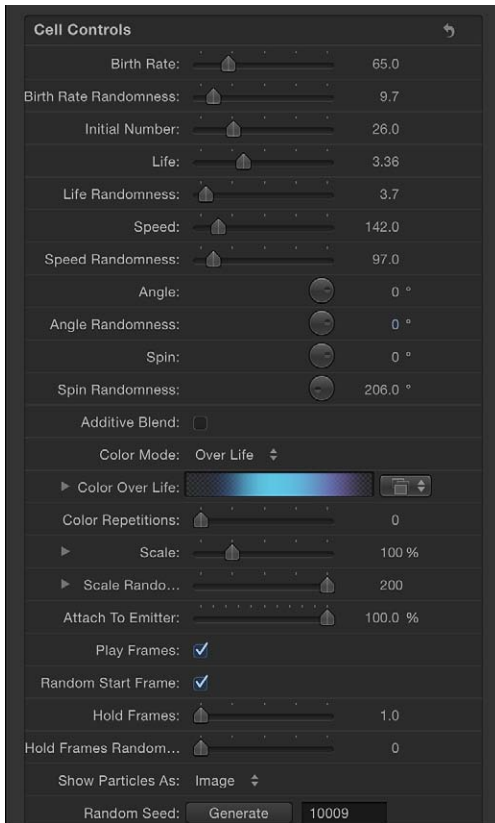 Cell Controls
Birth Rate: 65.0
Birth Rate Randomness: 9.7
Initial Number: 26.0
Life: 3.36
Life Randomness: 3.7
Speed: 142.0
Speed Randomness: 97.0
Angle: 0 °
Angle Randomness: 0 °
Spin: 0 °
Spin Randomness: 206.0 °
Additive Blend:
Color Mode: Over Life
Color Over Life:
Color Repetitions: 0
Scale: 100 %
Scale Rando... 200
Attach To Emitter: 100.0 %
Play Frames:
Random Start Frame:
Hold Frames: 1.0
Hold Frames Random... 0
Show Particles As: Image
Random Seed: Generate 10009